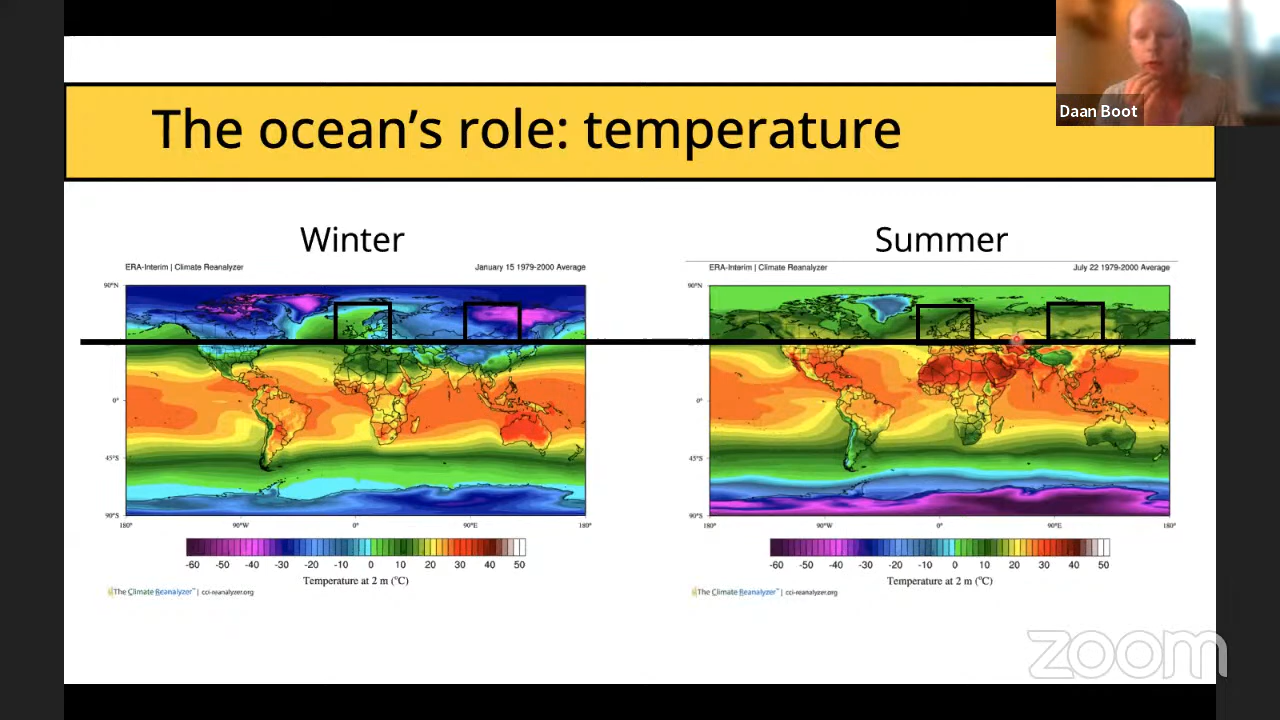 Daan Boot
The ocean's role: temperature
Winter
Summer
ERA-Interim | Climate Reanalyzer
January 15 1979-2000 Average
ERA-Interim | Climate Reanalyzer
July 22 1979-2000 Average
90°N
0°
45°S
90°S
180°
90°W
0°
90°E
180°
90°N
0°
45°S
90°S
180°
90°W
0°
90°E
180°
-60 -50 -40 -30 -20 -10 0 10 20 30 40 50
Temperature at 2 m (°C)
The Climate Reanalyzer™ | cci-reanalyzer.org
-60 -50 -40 -30 -20 -10 0 10 20 30 40 50
Temperature at 2 m (°C)
The Climate Reanalyzer™ | cci-reanalyzer.org
zoom